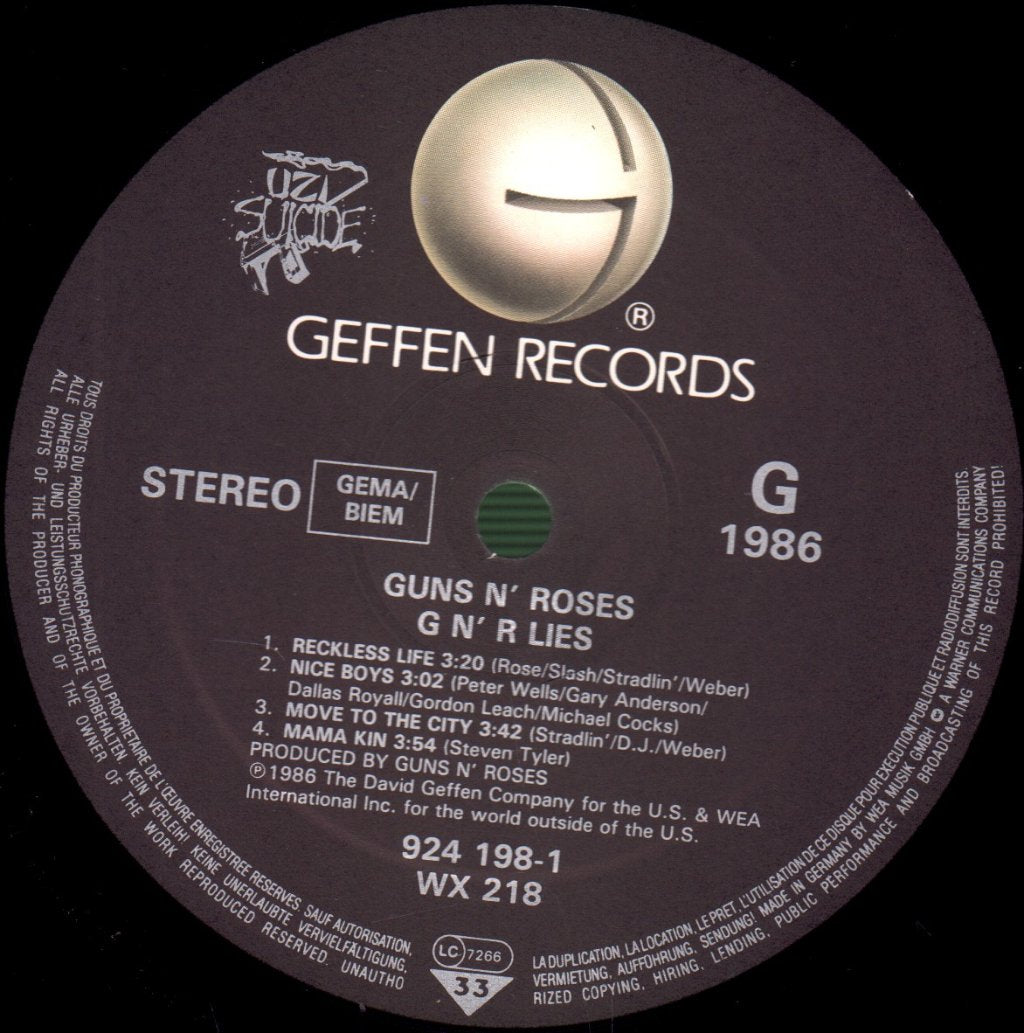 UZI
SUICIDE
®
GEFFEN RECORDS
STEREO
GEMA/
BIEM
G
1986
GUNS N' ROSES
G N' R LIES
1. RECKLESS LIFE 3:20 (Rose/Slash/Stradlin'/Weber)
2. NICE BOYS 3:02 (Peter Wells/Gary Anderson/
Dallas Royall/Gordon Leach/Michael Cocks)
3. MOVE TO THE CITY 3:42 (Stradlin'/D.J./Weber)
4. MAMA KIN 3:54 (Steven Tyler)
PRODUCED BY GUNS N' ROSES
℗1986 The David Geffen Company for the U.S. & WEA
International Inc. for the world outside of the U.S.
924 198-1
WX 218
LC 7266
33
TOUS DROITS DU PRODUCTEUR PHONOGRAPHIQUE ET DU PROPRIETAIRE DE L'ŒUVRE ENREGISTREE RESERVES. SAUF AUTORISATION, LA DUPLICATION, LA LOCATION, LE PRET, L'UTILISATION DE CE DISQUE POUR EXECUTION PUBLIQUE ET RADIODIFFUSION SONT INTERDITS.
ALLE URHEBER- UND LEISTUNGSSCHUTZRECHTE VORBEHALTEN. KEIN VERLEIH! KEINE UNERLAUBTE VERVIELFÄLTIGUNG, VERMIETUNG, AUFFÜHRUNG, SENDUNG! MADE IN GERMANY BY WEA MUSIK GMBH A WARNER COMMUNICATIONS COMPANY
ALL RIGHTS OF THE PRODUCER AND OF THE OWNER OF THE WORK REPRODUCED RESERVED. UNAUTHORIZED COPYING, HIRING, LENDING, PUBLIC PERFORMANCE AND BROADCASTING OF THIS RECORD PROHIBITED!